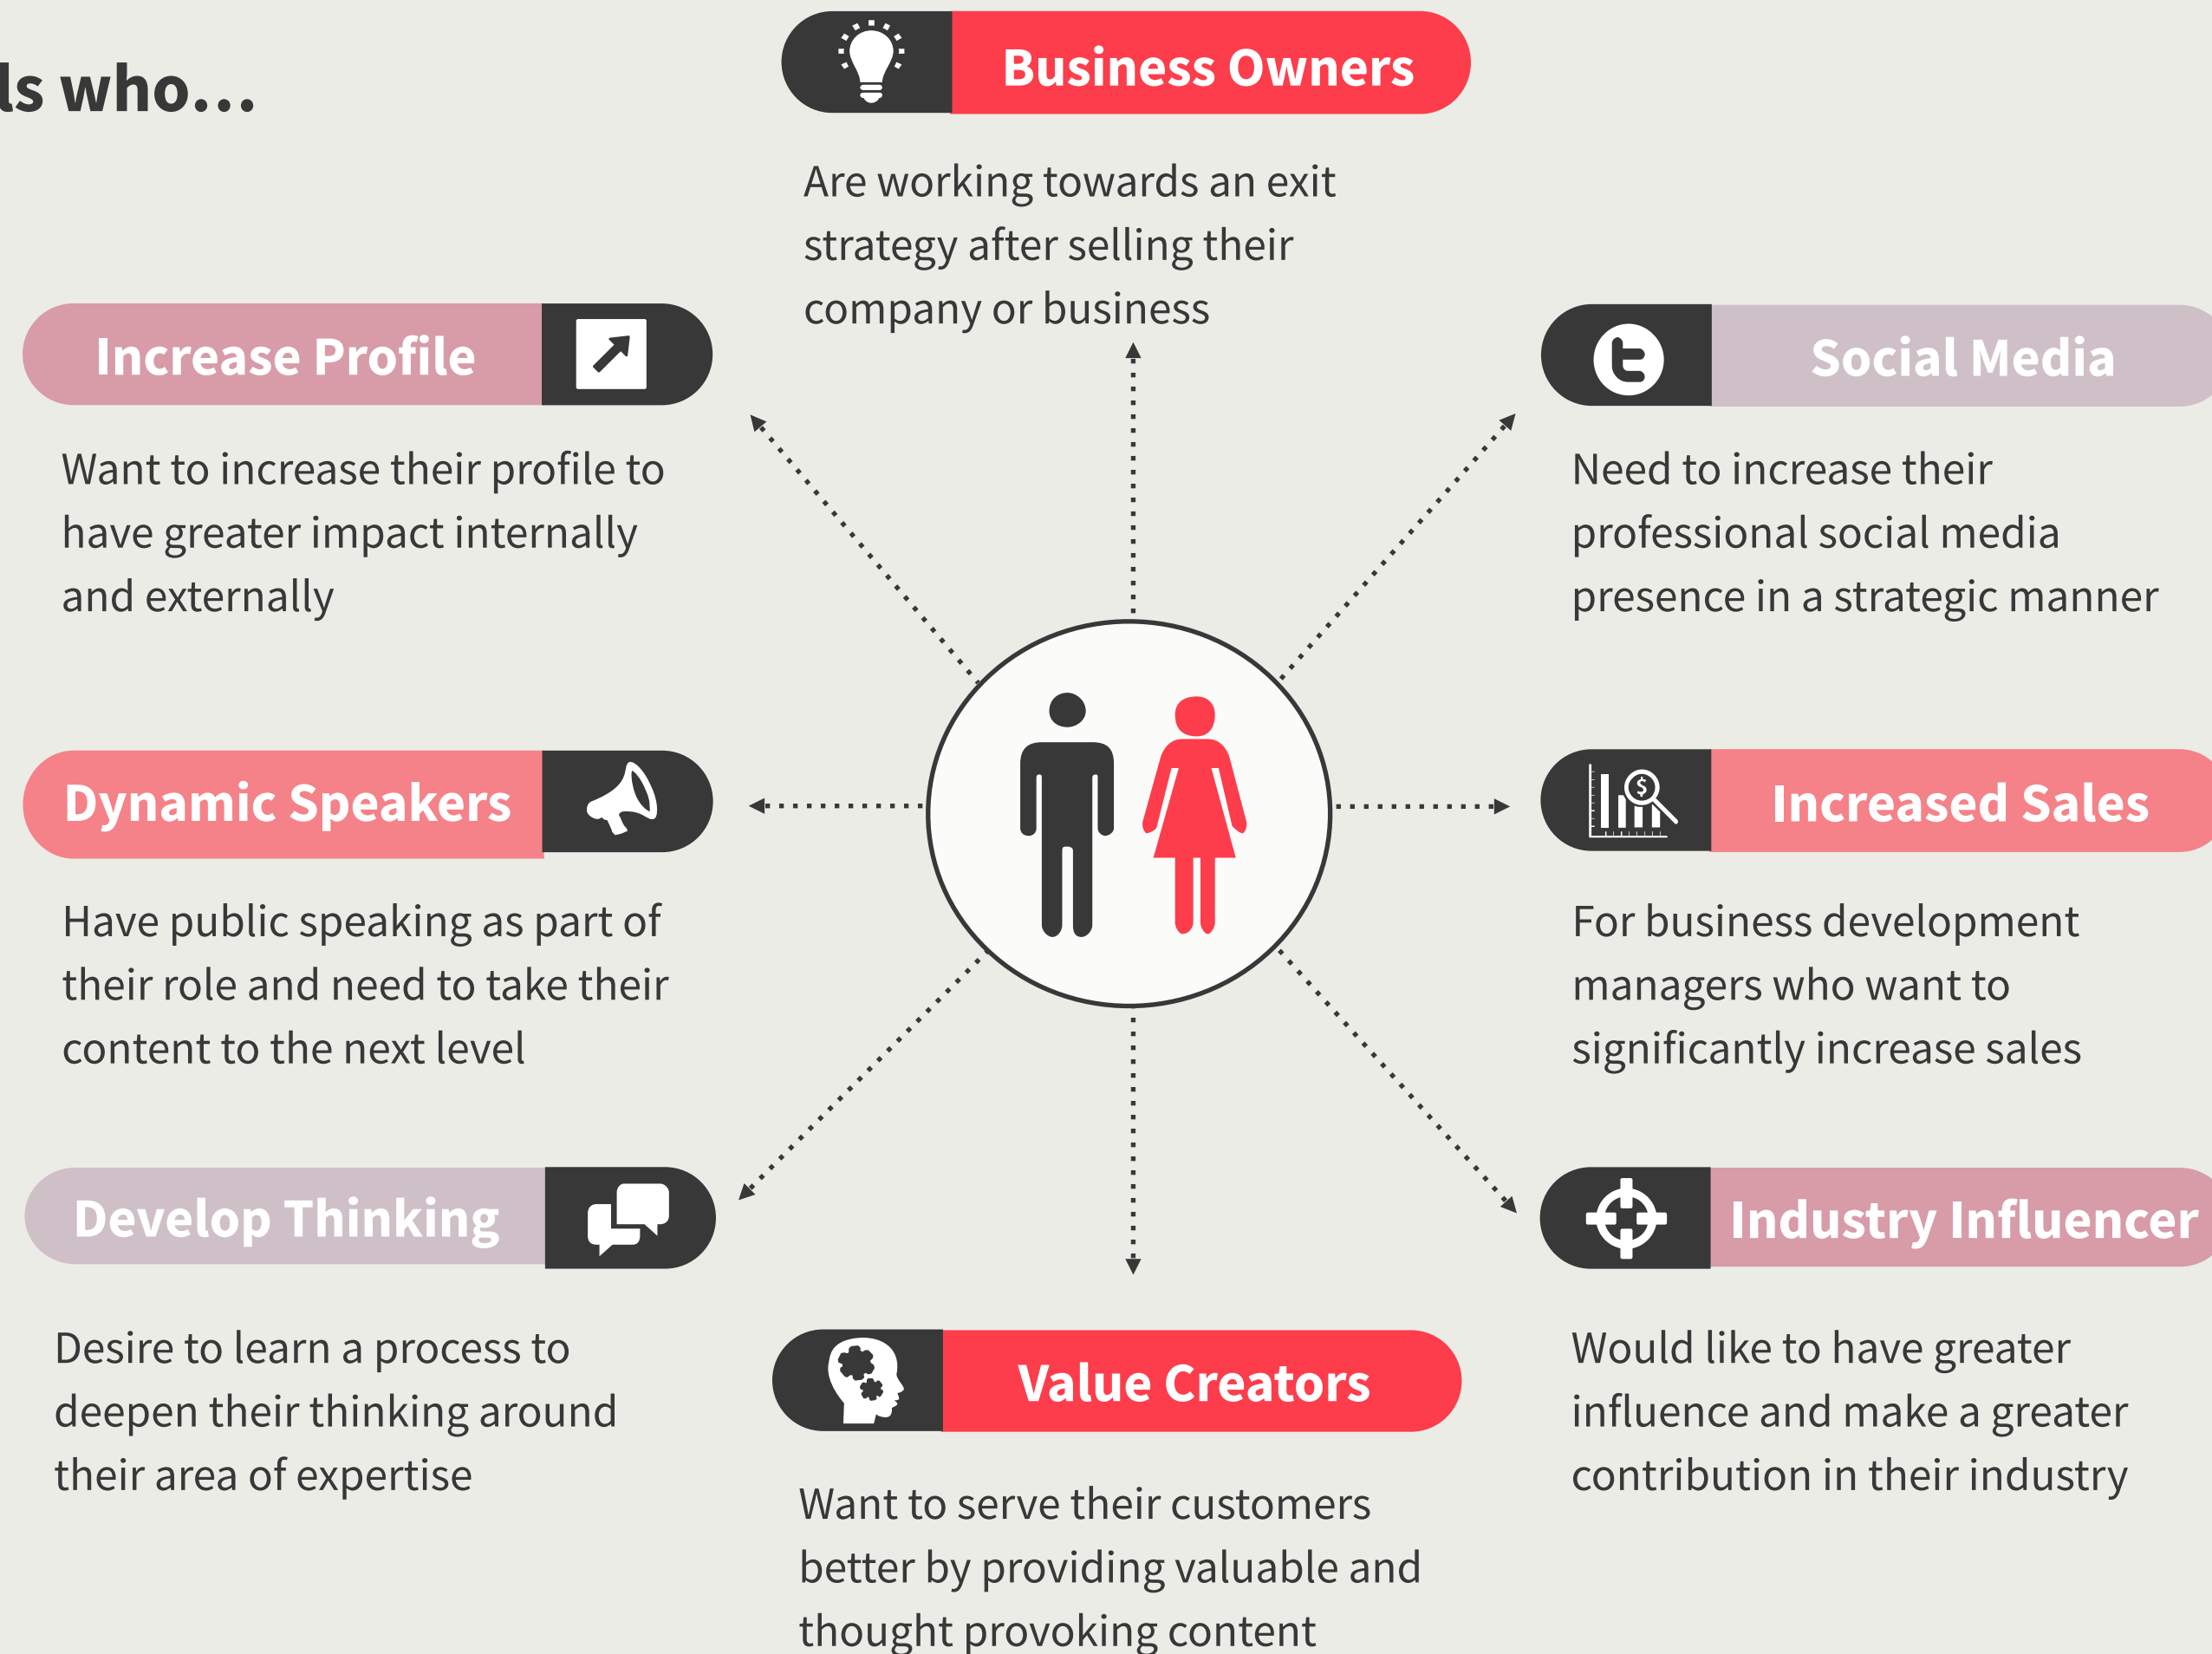 ls who...
Business Owners
Are working towards an exit
strategy after selling their
company or business
Increase Profile
Want to increase their profile to
have greater impact internally
and externally
Social Media
Need to increase their
professional social media
presence in a strategic manner
Dynamic Speakers
Have public speaking as part of
their role and need to take their
content to the next level
Increased Sales
For business development
managers who want to
significantly increase sales
Develop Thinking
Desire to learn a process to
deepen their thinking around
their area of expertise
Industry Influencer
Would like to have greater
influence and make a greater
contribution in their industry
Value Creators
Want to serve their customers
better by providing valuable and
thought provoking content